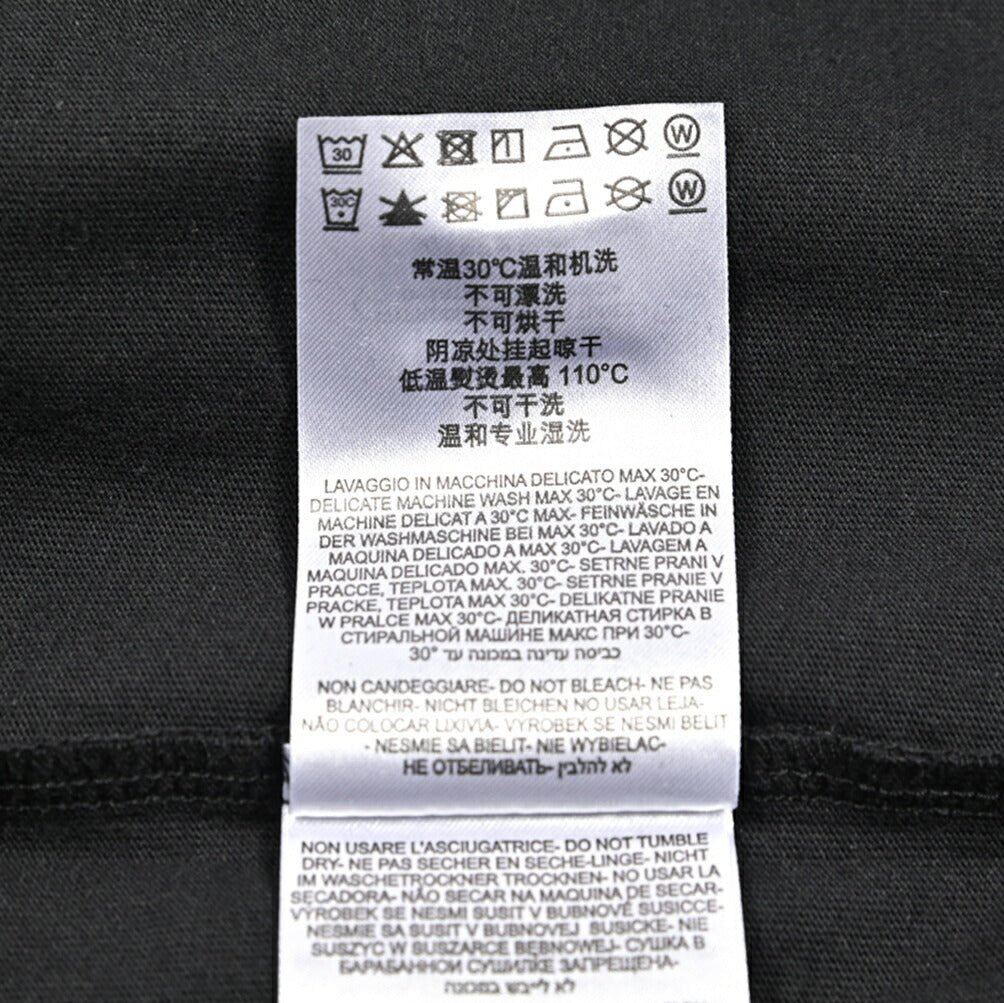 30 W
30C W
常温30°C温和机洗
不可漂洗
不可烘干
阴凉处挂起晾干
低温熨烫最高 110°C
不可干洗
温和专业湿洗
LAVAGGIO IN MACCHINA DELICATO MAX 30°C-
DELICATE MACHINE WASH MAX 30°C- LAVAGE EN
MACHINE DELICAT A 30°C MAX- FEINWÄSCHE IN
DER WASHMASCHINE BEI MAX 30°C- LAVADO A
MAQUINA DELICADO A MAX 30°C- LAVAGEM A
MAQUINA DELICADO MAX. 30°C- SETRNE PRANI V
PRACCE, TEPLOTA MAX. 30°C- SETRNE PRANIE V
PRACKE, TEPLOTA MAX 30°C- DELIKATNE PRANIE
W PRALCE MAX 30°C- ДЕЛИКАТНАЯ СТИРКА В
СТИРАЛЬНОЙ МАШИНЕ МАКС ПРИ 30°C-
כביסה עדינה במכונה עד 30°
NON CANDEGGIARE- DO NOT BLEACH- NE PAS
BLANCHIR- NICHT BLEICHEN NO USAR LEJA-
NÃO COLOCAR LIXIVIA- VYROBEK SE NESMI BELIT
- NESMIE SA BIELIT- NIE WYBIELAC-
НЕ ОТБЕЛИВАТЬ- לא להלבין
NON USARE L'ASCIUGATRICE- DO NOT TUMBLE
DRY- NE PAS SECHER EN SECHE-LINGE- NICHT
IM WASCHETROCKNER TROCKNEN- NO USAR LA
SECADORA- NÃO SECAR NA MAQUINA DE SECAR-
VYROBEK SE NESMI SUSIT V BUBNOVÉ SUSICCE-
NESMIE SA SUSIT V BUBNOVEJ SUSICKE- NIE
SUSZYC W SUSZARCE BEBNOWEJ- СУШКА В
БАРАБАННОЙ СУШИЛКЕ ЗАПРЕЩЕНА-
לא לייבש במכונה